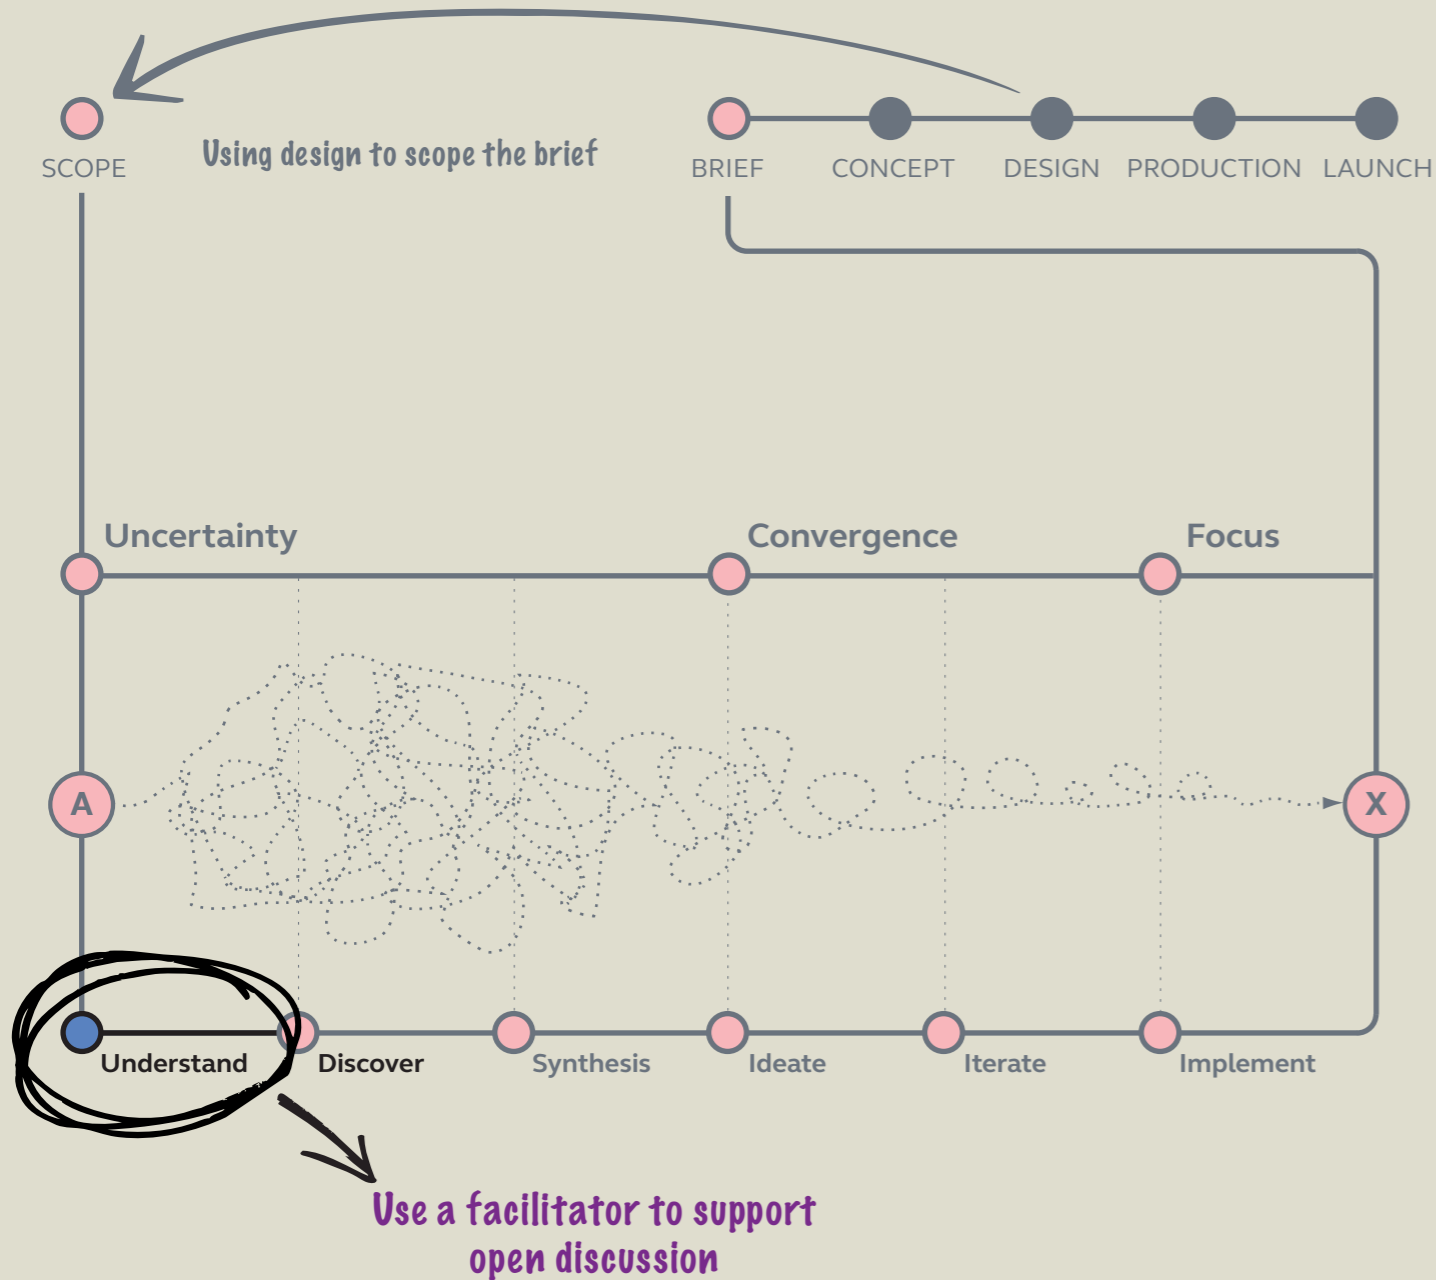 Using design to scope the brief
SCOPE
BRIEF
CONCEPT
DESIGN
PRODUCTION
LAUNCH
Uncertainty
Convergence
Focus
A
X
Understand
Discover
Synthesis
Ideate
Iterate
Implement
Use a facilitator to support
open discussion